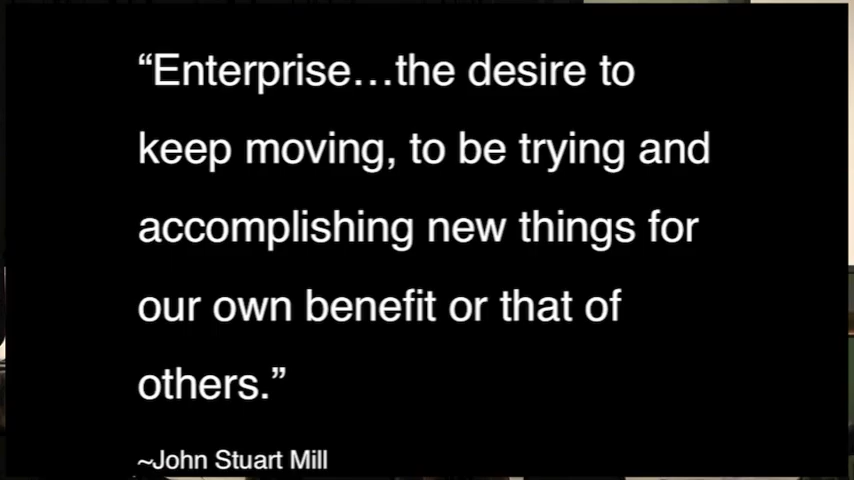 “Enterprise…the desire to
keep moving, to be trying and
accomplishing new things for
our own benefit or that of
others.”
~John Stuart Mill